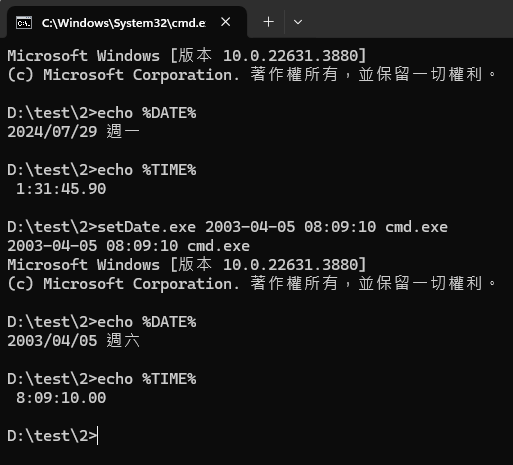 C:\Windows\System32\cmd.e
Microsoft Windows [版本 10.0.22631.3880]
(c) Microsoft Corporation. 著作權所有，並保留一切權利。
D:\test\2>echo %DATE%
2024/07/29 週一
D:\test\2>echo %TIME%
 1:31:45.90
D:\test\2>setDate.exe 2003-04-05 08:09:10 cmd.exe
2003-04-05 08:09:10 cmd.exe
Microsoft Windows [版本 10.0.22631.3880]
(c) Microsoft Corporation. 著作權所有，並保留一切權利。
D:\test\2>echo %DATE%
2003/04/05 週六
D:\test\2>echo %TIME%
 8:09:10.00
D:\test\2>